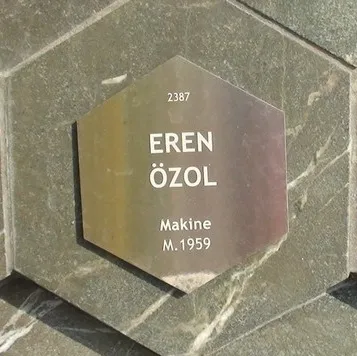 2387
EREN
ÖZOL
Makine
M.1959